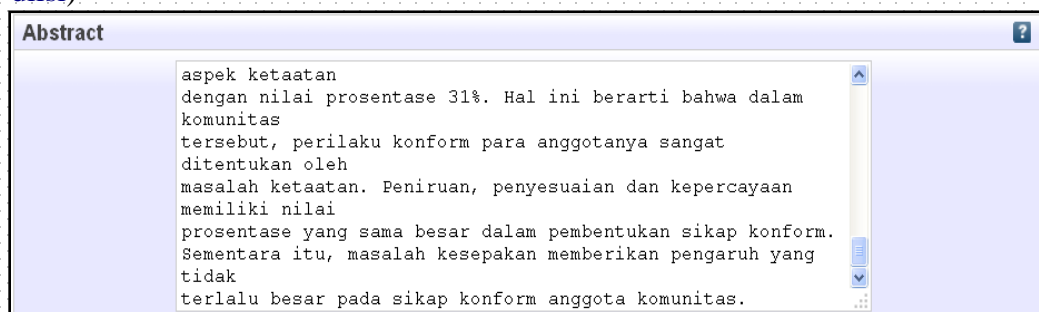 Abstract
?
aspek ketaatan
dengan nilai prosentase 31%. Hal ini berarti bahwa dalam
komunitas
tersebut, perilaku konform para anggotanya sangat
ditentukan oleh
masalah ketaatan. Peniruan, penyesuaian dan kepercayaan
memiliki nilai
prosentase yang sama besar dalam pembentukan sikap konform.
Sementara itu, masalah kesepakan memberikan pengaruh yang
tidak
terlalu besar pada sikap konform anggota komunitas.